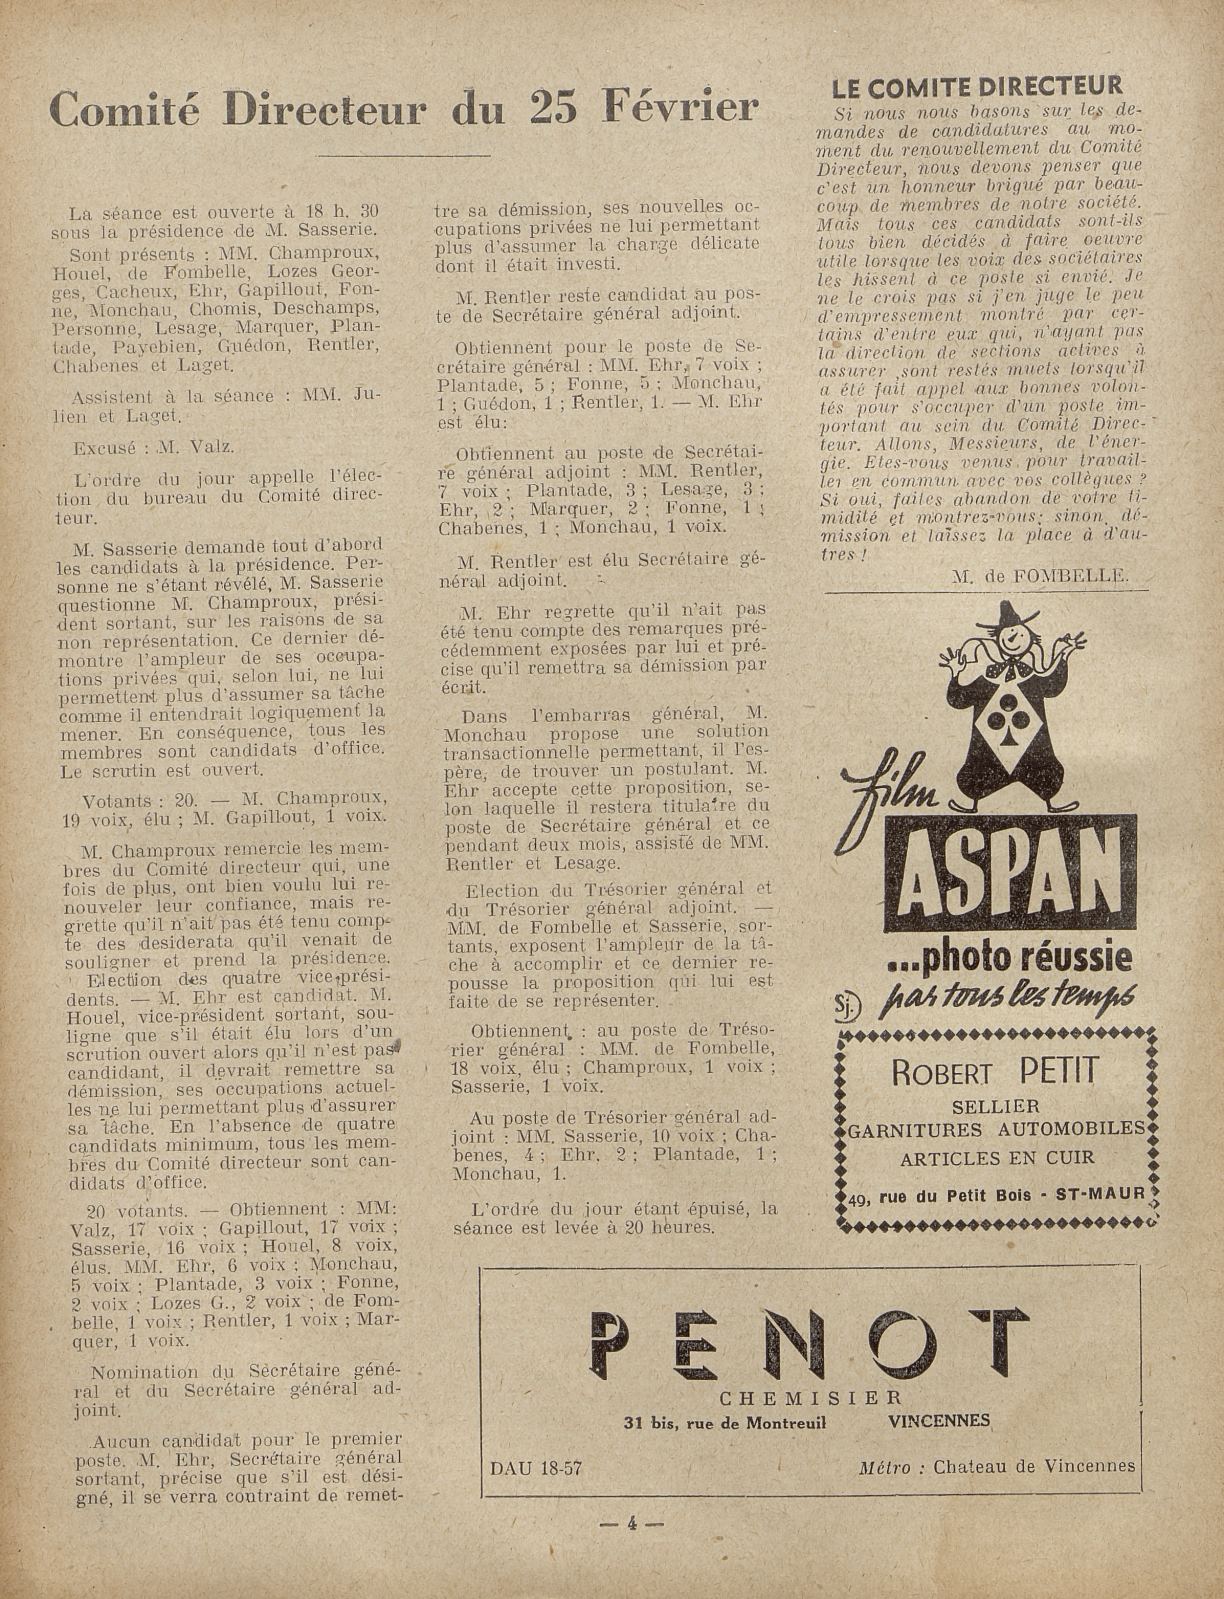 Comité Directeur du 25 Février
La séance est ouverte à 18 h. 30
sous la présidence de M. Sasserie.
Sont présents : MM. Champroux,
Houel, de Fombelle, Lozes Geor-
ges, Cacheux, Ehr, Gapillout, Fon-
ne, Monchau, Chomis, Deschamps,
Personne, Lesage, Marquer, Plan-
tade, Payebien, Guédon, Rentler,
Chabenes et Laget.
Assistent à la séance : MM. Ju-
lien et Laget.
Excusé : M. Valz.
L'ordre du jour appelle l'élec-
tion du bureau du Comité direc-
teur.
M. Sasserie demande tout d'abord
les candidats à la présidence. Per-
sonne ne s'étant révélé, M. Sasserie
questionne M. Champroux, prési-
dent sortant, sur les raisons de sa
non représentation. Ce dernier dé-
montre l'ampleur de ses occupa-
tions privées qui, selon lui, ne lui
permettent plus d'assumer sa tâche
comme il entendrait logiquement la
mener. En conséquence, tous les
membres sont candidats d'office.
Le scrutin est ouvert.
Votants : 20. — M. Champroux,
19 voix, élu ; M. Gapillout, 1 voix.
M. Champroux remercie les mem-
bres du Comité directeur qui, une
fois de plus, ont bien voulu lui re-
nouveler leur confiance, mais re-
grette qu'il n'ait pas été tenu comp-
te des desiderata qu'il venait de
souligner et prend la présidence.
Election des quatre vice-prési-
dents. — M. Ehr est candidat. M.
Houel, vice-président sortant, sou-
ligne que s'il était élu lors d'un
scrution ouvert alors qu'il n'est pas
candidant, il devrait remettre sa
démission, ses occupations actuel-
les ne lui permettant plus d'assurer
sa tâche. En l'absence de quatre
candidats minimum, tous les mem-
bres du Comité directeur sont can-
didats d'office.
20 votants. — Obtiennent : MM:
Valz, 17 voix ; Gapillout, 17 voix ;
Sasserie, 16 voix ; Houel, 8 voix,
élus. MM. Ehr, 6 voix ; Monchau,
5 voix ; Plantade, 3 voix ; Fonne,
2 voix ; Lozes G., 2 voix ; de Fom-
belle, 1 voix ; Rentler, 1 voix ; Mar-
quer, 1 voix.
Nomination du Secrétaire géné-
ral et du Secrétaire général ad-
joint.
Aucun candidat pour le premier
poste. M. Ehr, Secrétaire général
sortant, précise que s'il est dési-
gné, il se verra contraint de remet-
tre sa démission, ses nouvelles oc-
cupations privées ne lui permettant
plus d'assumer la charge délicate
dont il était investi.
M. Rentler reste candidat au pos-
te de Secrétaire général adjoint.
Obtiennent pour le poste de Se-
crétaire général : MM. Ehr, 7 voix ;
Plantade, 5 ; Fonne, 5 ; Monchau,
1 ; Guédon, 1 ; Rentler, 1. — M. Ehr
est élu:
Obtiennent au poste de Secrétai-
re général adjoint : MM. Rentler,
7 voix ; Plantade, 3 ; Lesage, 3 ;
Ehr, 2 ; Marquer, 2 ; Fonne, 1 ;
Chabenes, 1 ; Monchau, 1 voix.
M. Rentler est élu Secrétaire gé-
néral adjoint.
M. Ehr regrette qu'il n'ait pas
été tenu compte des remarques pré-
cédemment exposées par lui et pré-
cise qu'il remettra sa démission par
écrit.
Dans l'embarras général, M.
Monchau propose une solution
transactionnelle permettant, il l'es-
père, de trouver un postulant. M.
Ehr accepte cette proposition, se-
lon laquelle il restera titulaire du
poste de Secrétaire général et ce
pendant deux mois, assisté de MM.
Rentler et Lesage.
Election du Trésorier général et
du Trésorier général adjoint. —
MM. de Fombelle et Sasserie, sor-
tants, exposent l'ampleur de la tâ-
che à accomplir et ce dernier re-
pousse la proposition qui lui est
faite de se représenter.
Obtiennent : au poste de Tréso-
rier général : MM. de Fombelle,
18 voix, élu ; Champroux, 1 voix ;
Sasserie, 1 voix.
Au poste de Trésorier général ad-
joint : MM. Sasserie, 10 voix ; Cha-
benes, 4 ; Ehr, 2 ; Plantade, 1 ;
Monchau, 1.
L'ordre du jour étant épuisé, la
séance est levée à 20 heures.
LE COMITE DIRECTEUR
Si nous nous basons sur les de-
mandes de candidatures au mo-
ment du renouvellement du Comité
Directeur, nous devons penser que
c'est un honneur brigué par beau-
coup de membres de notre société.
Mais tous ces candidats sont-ils
tous bien décidés à faire oeuvre
utile lorsque les voix des sociétaires
les hissent à ce poste si envié. Je
ne le crois pas si j'en juge le peu
d'empressement montré par cer-
tains d'entre eux qui, n'ayant pas
la direction de sections actives à
assurer ,sont restés muets lorsqu'il
a été fait appel aux bonnes volon-
tés pour s'occuper d'un poste im-
portant au sein du Comité Direc-
teur. Allons, Messieurs, de l'éner-
gie. Etes-vous venus pour travail-
ler en commun avec vos collègues ?
Si oui, faites abandon de votre ti-
midité et montrez-vous; sinon, dé-
mission et laissez la place à d'au-
tres !
M. de FOMBELLE.
film
ASPAN
...photo réussie
par tous les temps
Sj.
ROBERT PETIT
SELLIER
GARNITURES AUTOMOBILES
ARTICLES EN CUIR
49, rue du Petit Bois - ST-MAUR
PENOT
CHEMISIER
31 bis, rue de Montreuil VINCENNES
DAU 18-57 Métro : Chateau de Vincennes
— 4 —